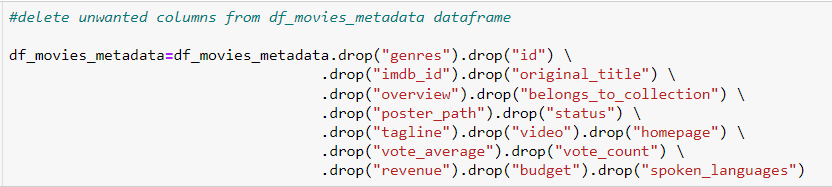 #delete unwanted columns from df_movies_metadata dataframe
df_movies_metadata=df_movies_metadata.drop("genres").drop("id") \
.drop("imdb_id").drop("original_title") \
.drop("overview").drop("belongs_to_collection") \
.drop("poster_path").drop("status") \
.drop("tagline").drop("video").drop("homepage") \
.drop("vote_average").drop("vote_count") \
.drop("revenue").drop("budget").drop("spoken_languages")